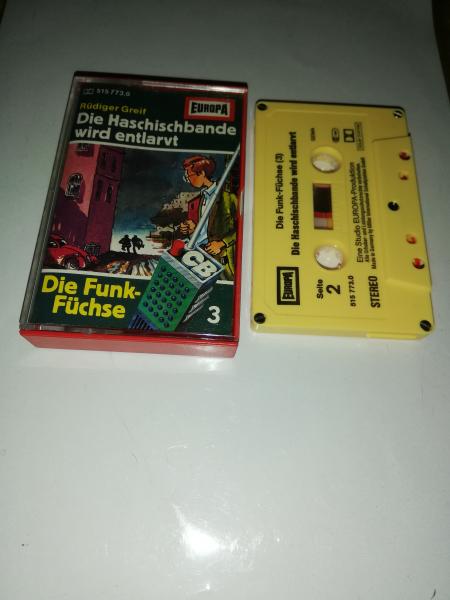 515 773.0
EUROPA
Rüdiger Greif
Die Haschischbande
wird entlarvt
CB
Die Funk-
Füchse
3
Die Funk-Füchse (3)
Die Haschischbande wird entlarvt
EUROPA
Seite
2
515 773.0
Eine Studio EUROPA-Produktion
STEREO